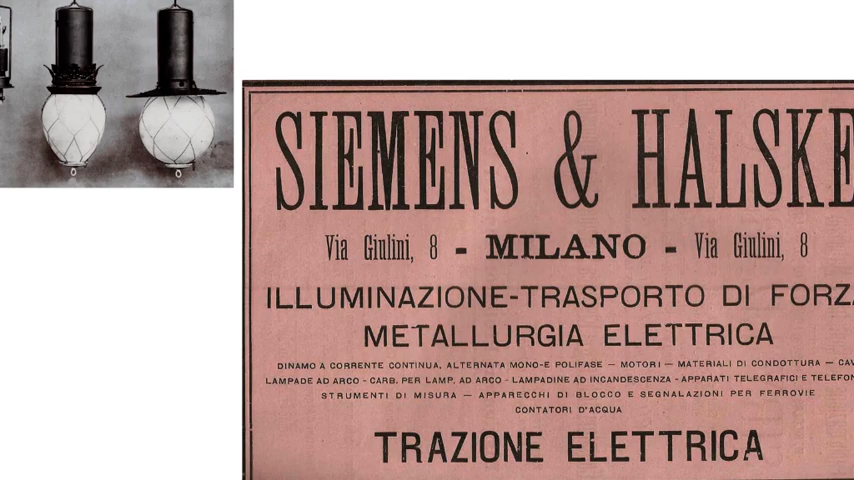 SIEMENS & HALSKE
Via Giulini, 8 - MILANO - Via Giulini, 8
ILLUMINAZIONE-TRASPORTO DI FORZA
METALLURGIA ELETTRICA
DINAMO A CORRENTE CONTINUA, ALTERNATA MONO-E POLIFASE — MOTORI — MATERIALI DI CONDOTTURA —
LAMPADE AD ARCO - CARB. PER LAMP. AD ARCO - LAMPADINE AD INCANDESCENZA - APPARATI TELEGRAFICI E
STRUMENTI DI MISURA — APPARECCHI DI BLOCCO E SEGNALAZIONI PER FERROVIE
CONTATORI D'ACQUA
TRAZIONE ELETTRICA